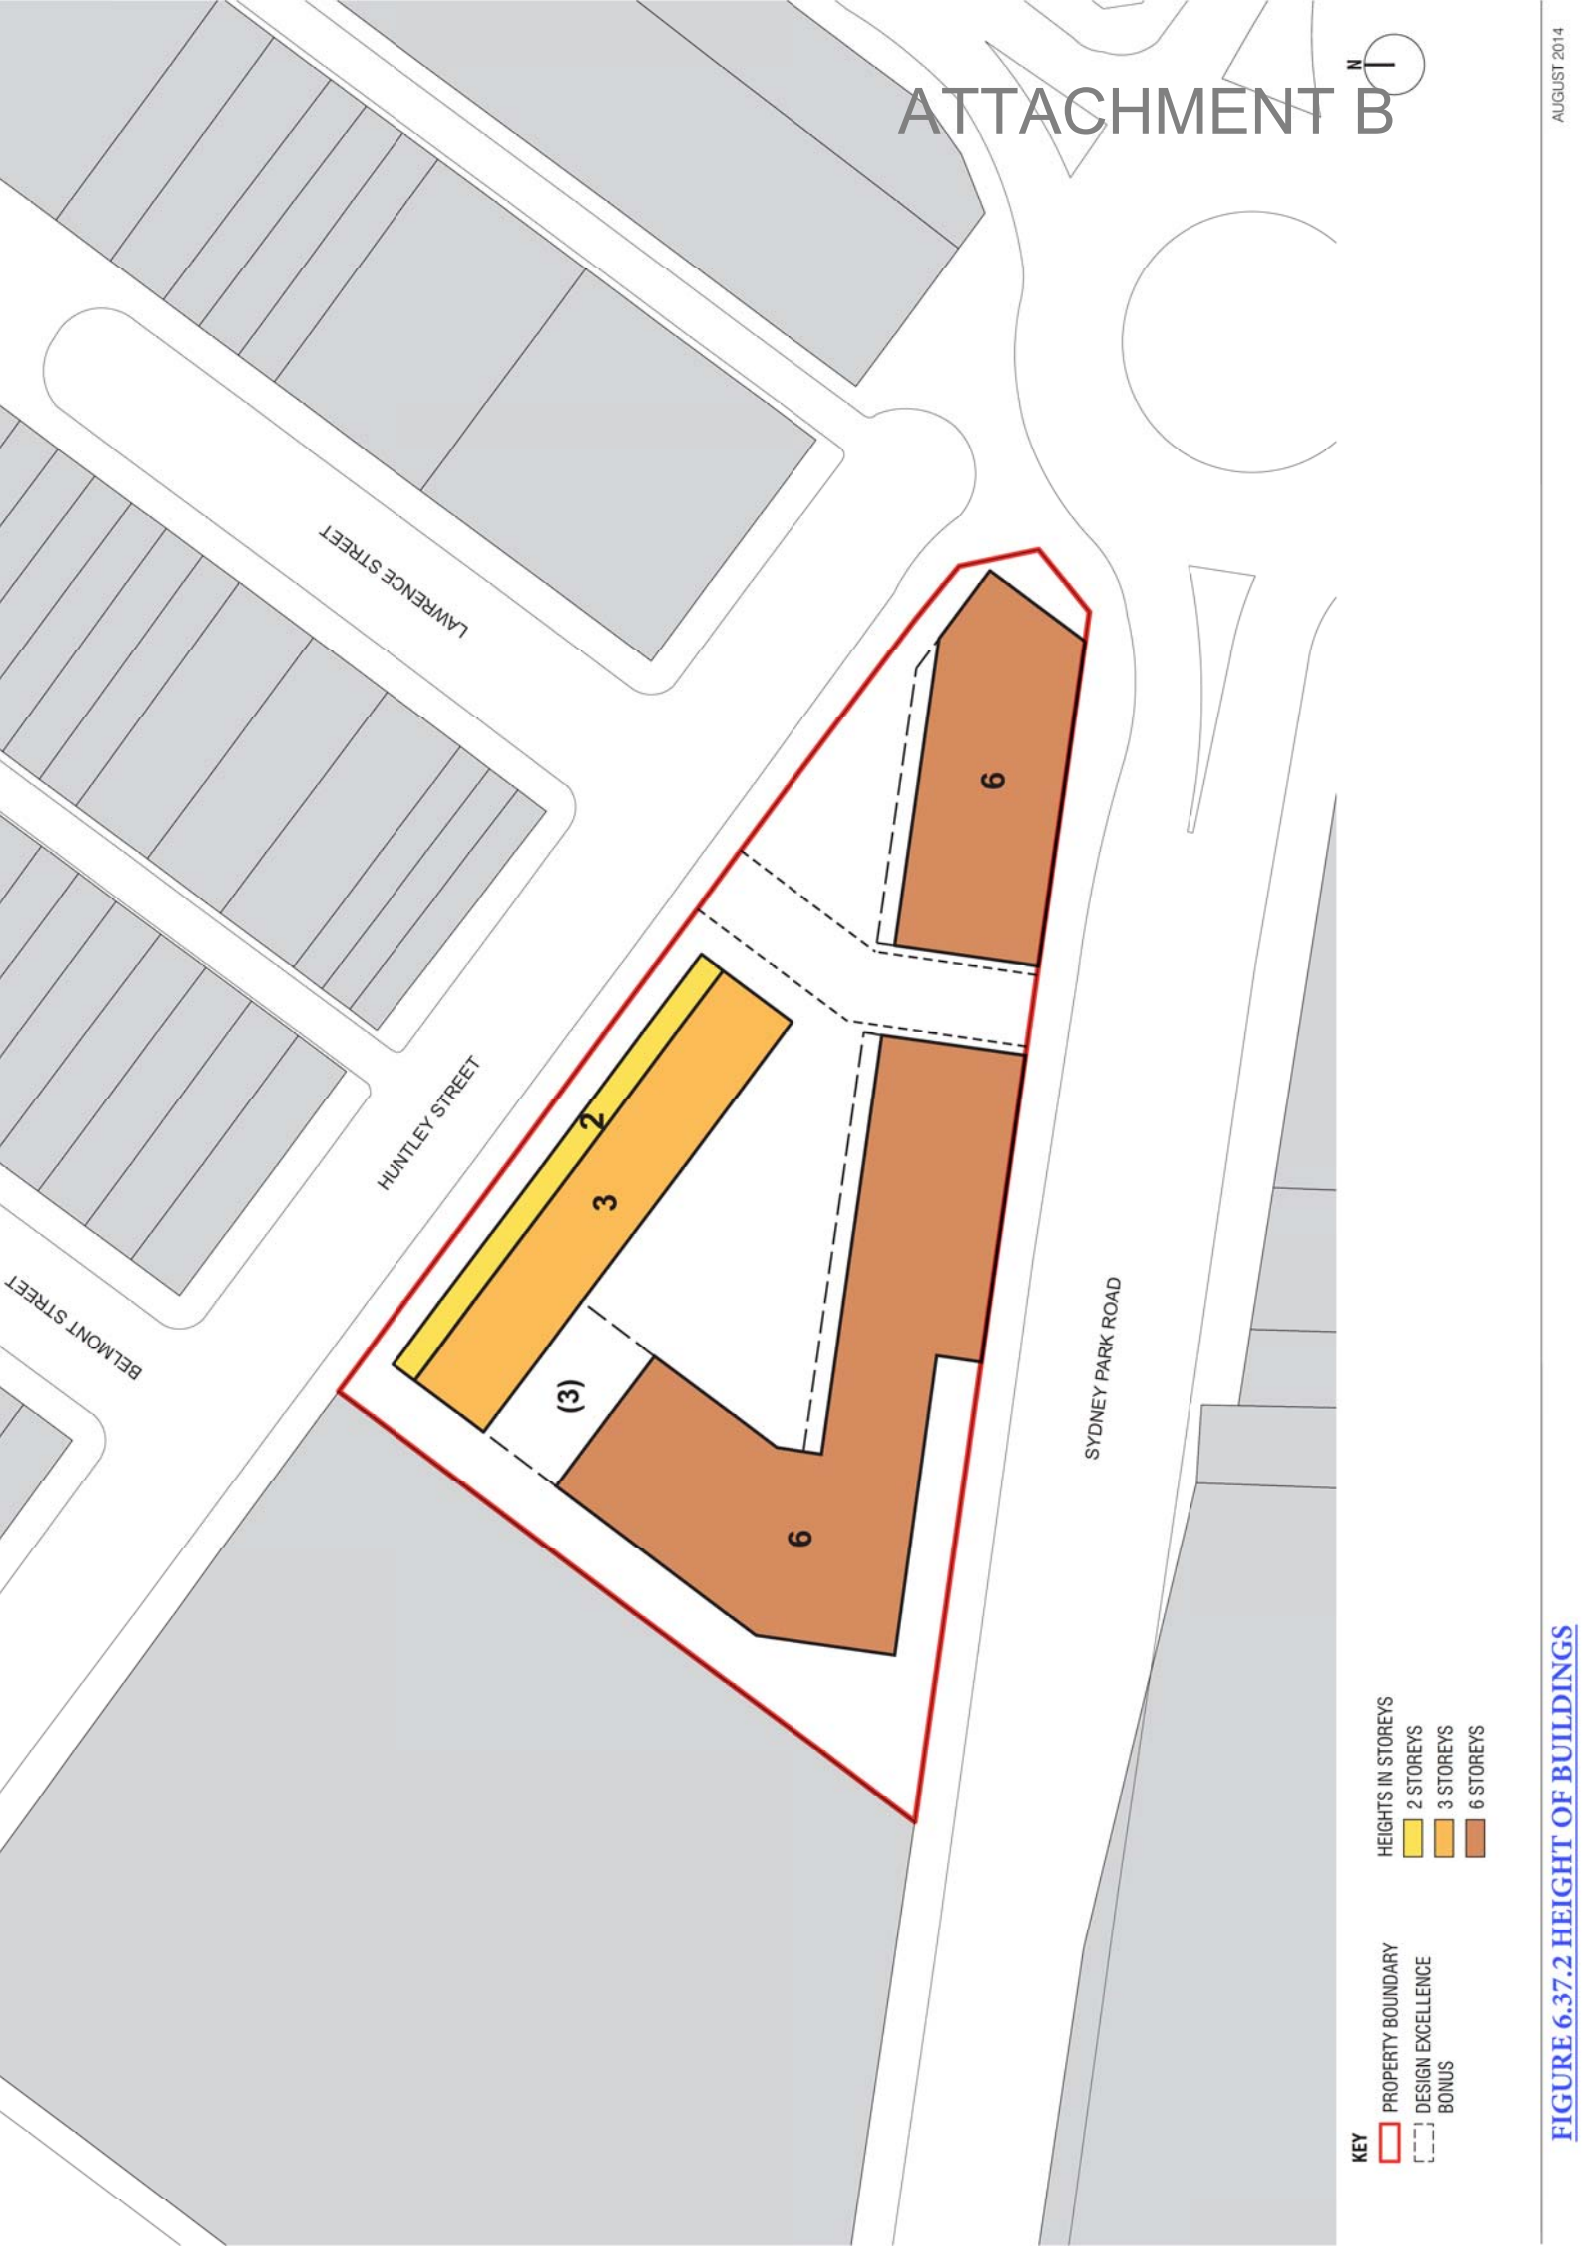 ATTACHMENT B
LAWRENCE STREET
HUNTLEY STREET
BELMONT STREET
SYDNEY PARK ROAD
2
3
(3)
6
6
N
KEY
PROPERTY BOUNDARY
DESIGN EXCELLENCE
BONUS
HEIGHTS IN STOREYS
2 STOREYS
3 STOREYS
6 STOREYS
FIGURE 6.37.2 HEIGHT OF BUILDINGS
AUGUST 2014